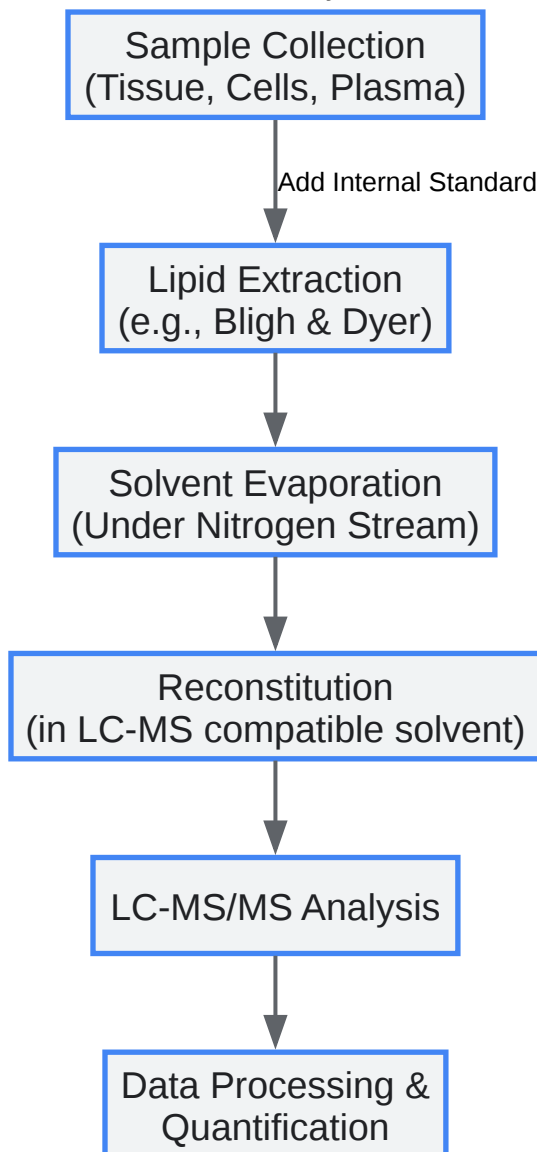 Sample Collection
(Tissue, Cells, Plasma)
Add Internal Standard
Lipid Extraction
(e.g., Bligh & Dyer)
Solvent Evaporation
(Under Nitrogen Stream)
Reconstitution
(in LC-MS compatible solvent)
LC-MS/MS Analysis
Data Processing &
Quantification